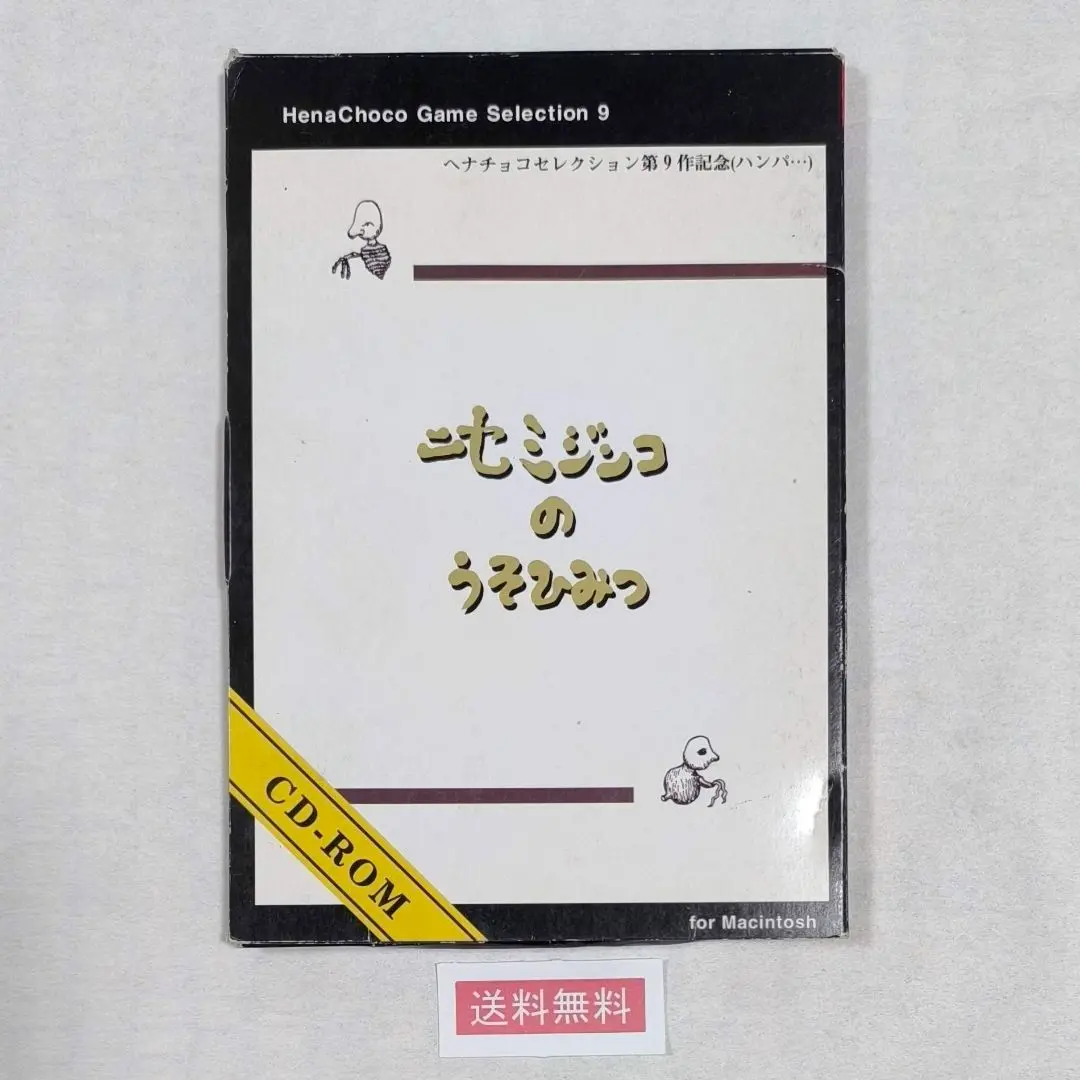 HenaChoco Game Selection 9
ヘナチョコセレクション第9作記念(ハンパ…)
ニセミジンコ
の
うそひみつ
CD-ROM
for Macintosh
送料無料